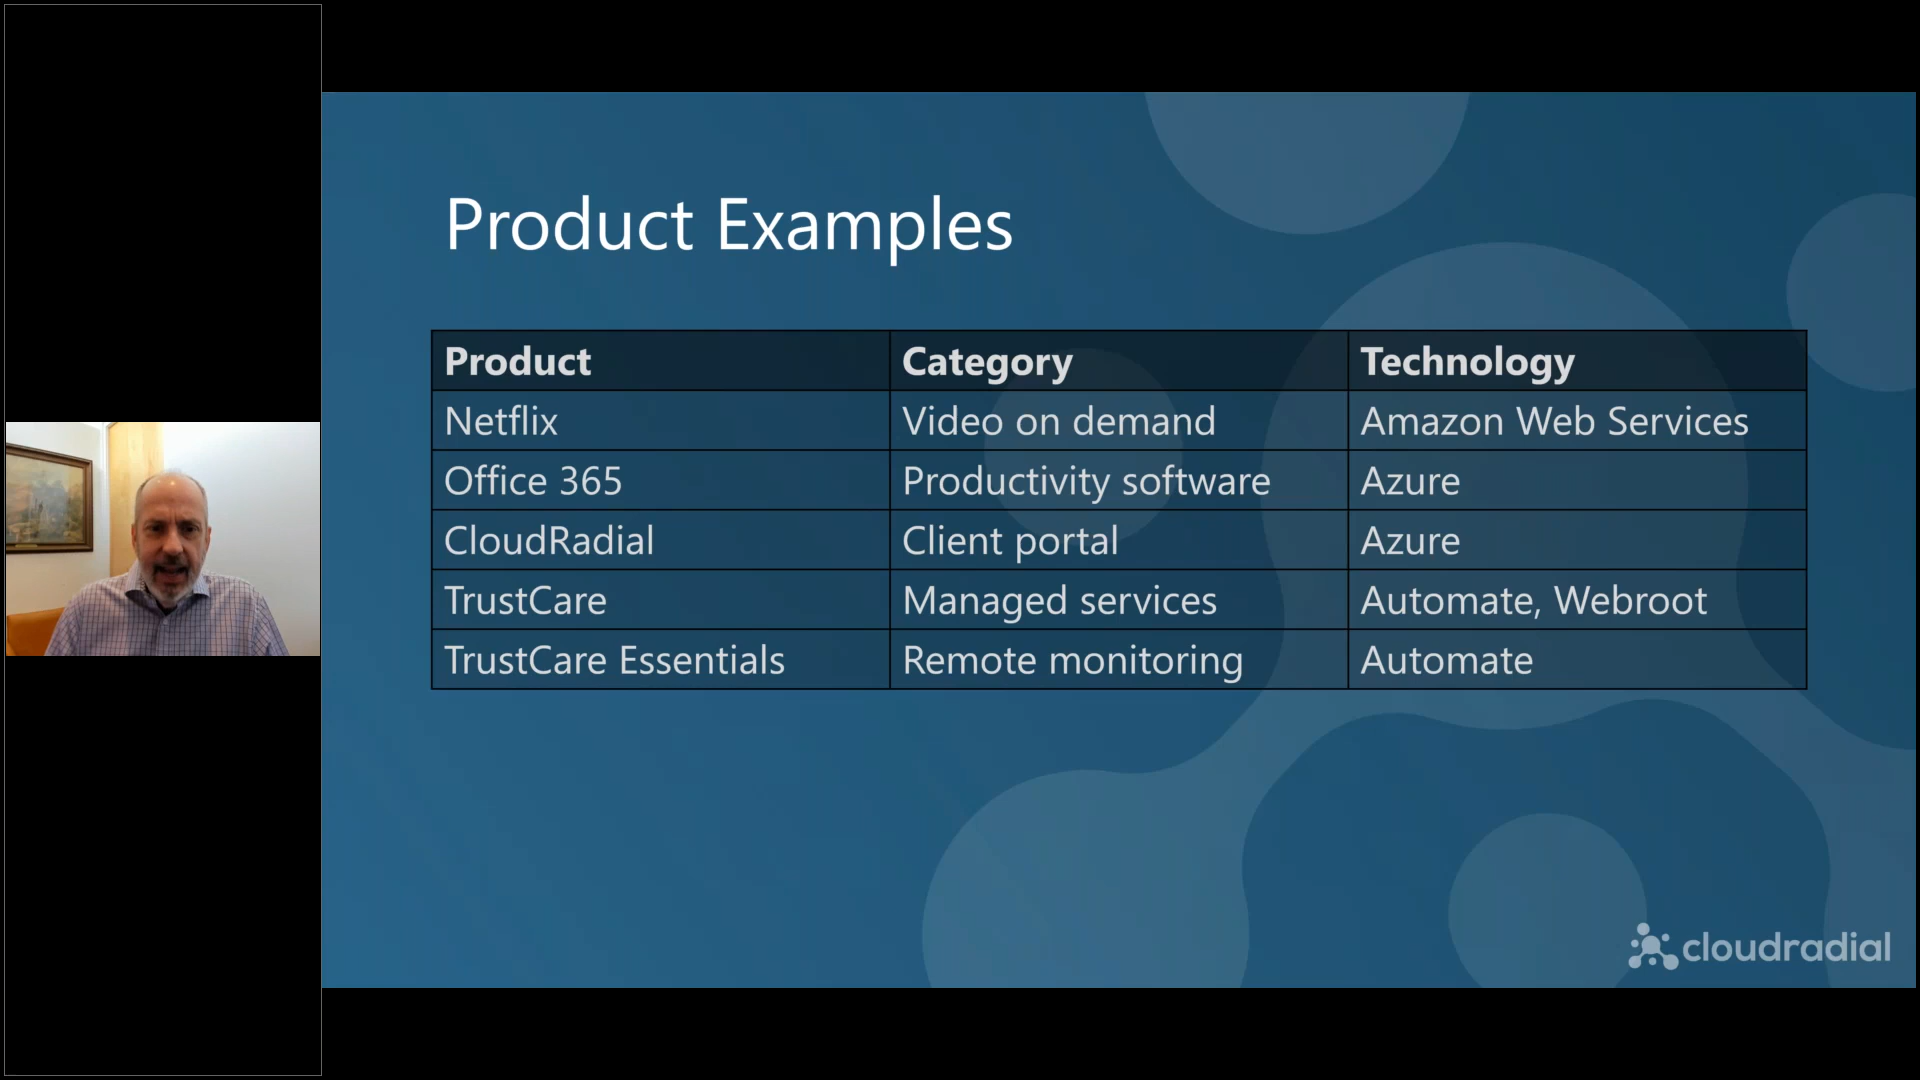 Product Examples
Product Category Technology
Netflix Video on demand Amazon Web Services
Office 365 Productivity software Azure
CloudRadial Client portal Azure
TrustCare Managed services Automate, Webroot
TrustCare Essentials Remote monitoring Automate
cloudradial